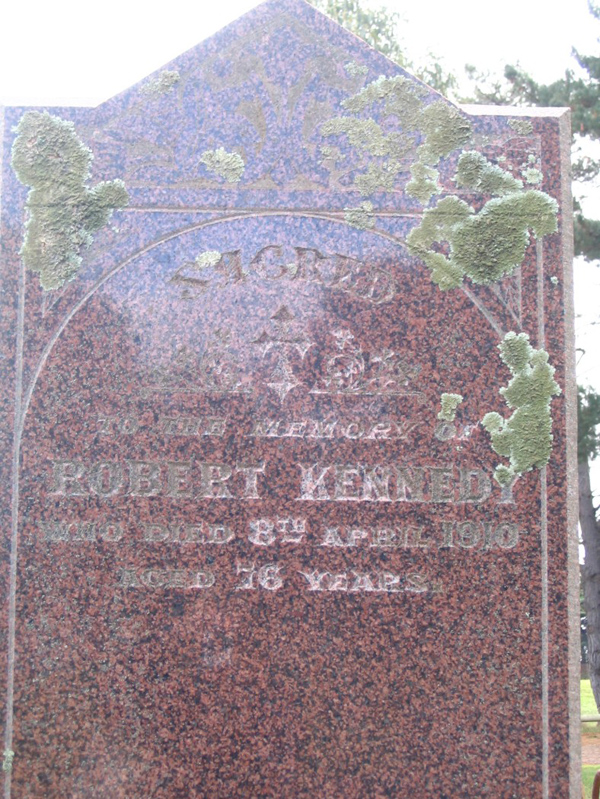 SACRED
TO THE MEMORY OF
ROBERT KENNEDY
WHO DIED 8TH APRIL 1910
AGED 76 YEARS.